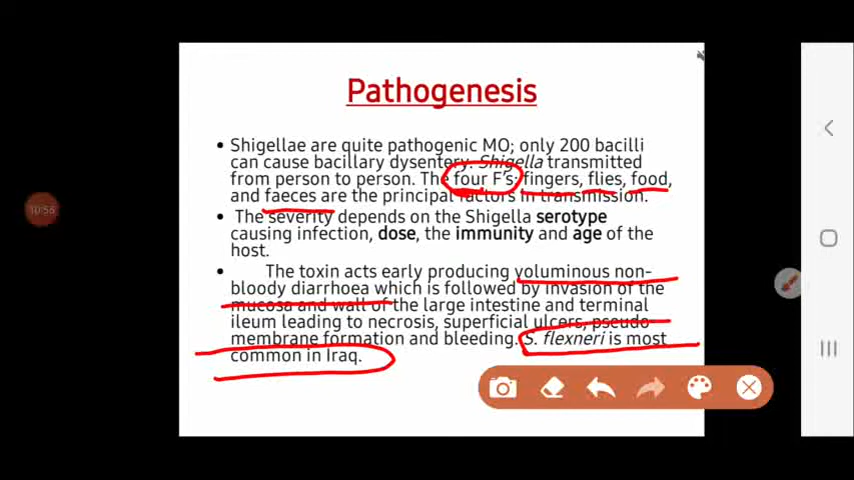 Pathogenesis
• Shigellae are quite pathogenic MO; only 200 bacilli
can cause bacillary dysentery. Shigella transmitted
from person to person. The four F's: fingers, flies, food,
and faeces are the principal factors in transmission.
• The severity depends on the Shigella serotype
causing infection, dose, the immunity and age of the
host.
• The toxin acts early producing voluminous non-
bloody diarrhoea which is followed by invasion of the
mucosa and wall of the large intestine and terminal
ileum leading to necrosis, superficial ulcers, pseudo-
membrane formation and bleeding. S. flexneri is most
common in Iraq.
10:56